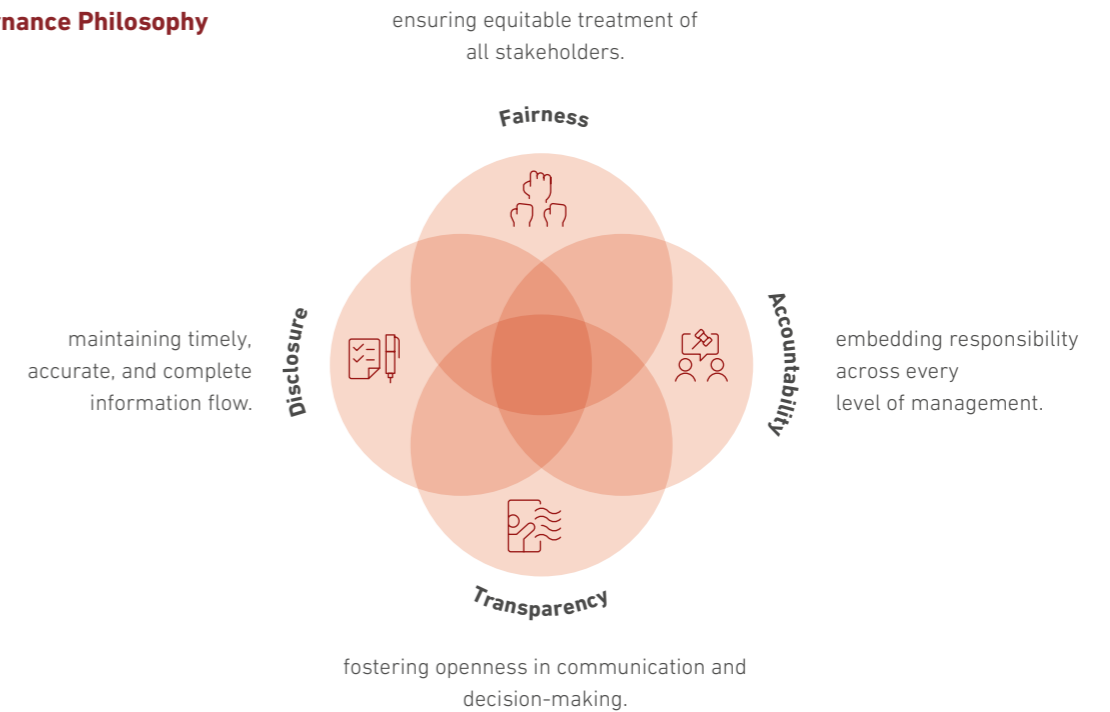 Philosophy
ensuring equitable treatment of
all stakeholders.
Fairness
Disclosure
maintaining timely,
accurate, and complete
information flow.
Accountability
embedding responsibility
across every
level of management.
Transparency
fostering openness in communication and
decision-making.